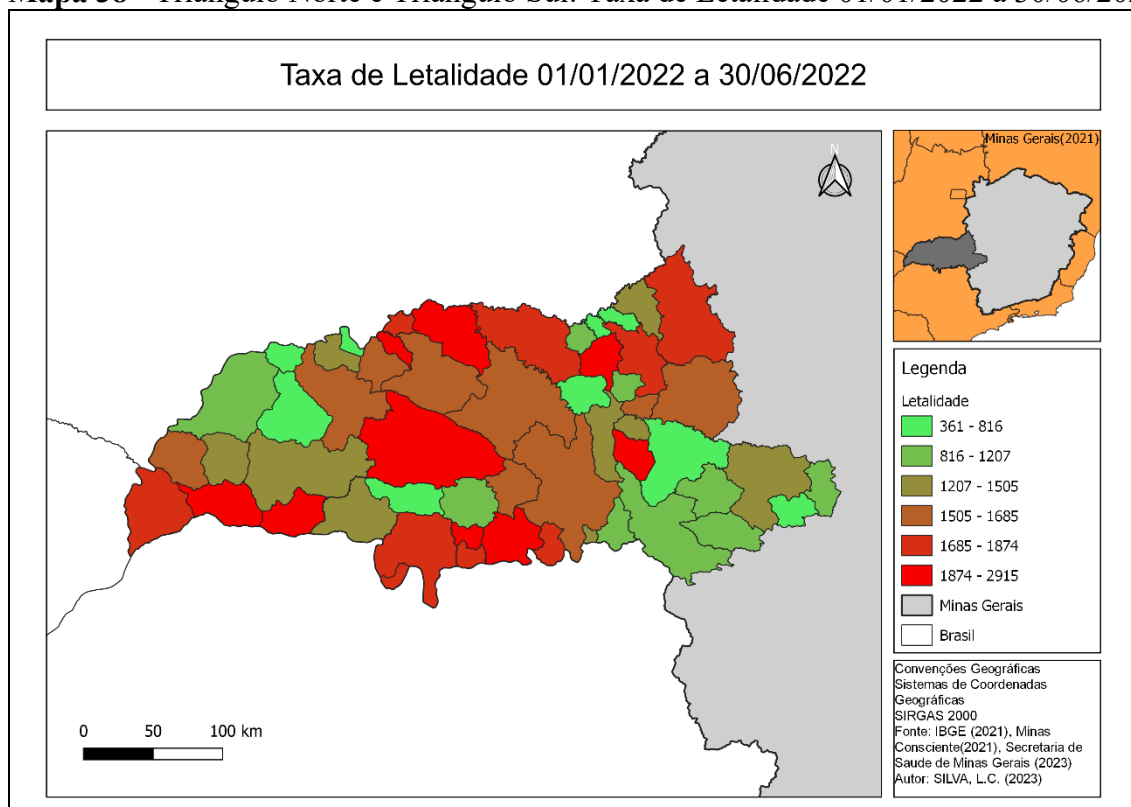 Taxa de Letalidade 01/01/2022 a 30/06/2022
N
Minas Gerais(2021)
Legenda
Letalidade
361 - 816
816 - 1207
1207 - 1505
1505 - 1685
1685 - 1874
1874 - 2915
Minas Gerais
Brasil
0 50 100 km
Convenções Geográficas
Sistemas de Coordenadas
Geográficas
SIRGAS 2000
Fonte: IBGE (2021), Minas
Consciente(2021), Secretaria de
Saude de Minas Gerais (2023)
Autor: SILVA, L.C. (2023)